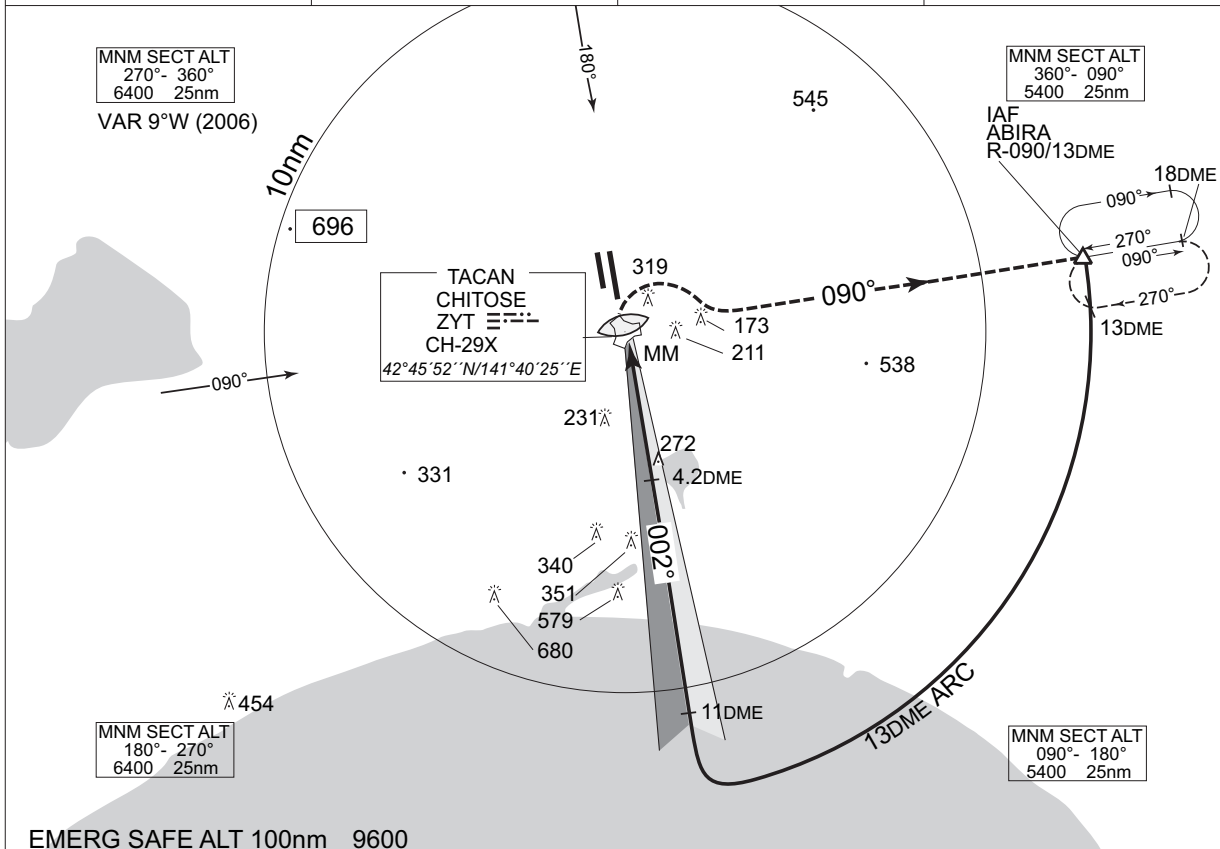 MNM SECT ALT
270°- 360°
6400 25nm
VAR 9°W (2006)
180°
545
MNM SECT ALT
360°- 090°
5400 25nm
IAF
ABIRA
R-090/13DME
18DME
090°
270°
090°
270°
13DME
10nm
696
TACAN
CHITOSE
ZYT
CH-29X
42°45´52´´N/141°40´25´´E
319
090°
173
211
MM
538
090°
231
272
331
4.2DME
002°
340
351
579
680
454
11DME
13DME ARC
MNM SECT ALT
180°- 270°
6400 25nm
MNM SECT ALT
090°- 180°
5400 25nm
EMERG SAFE ALT 100nm 9600